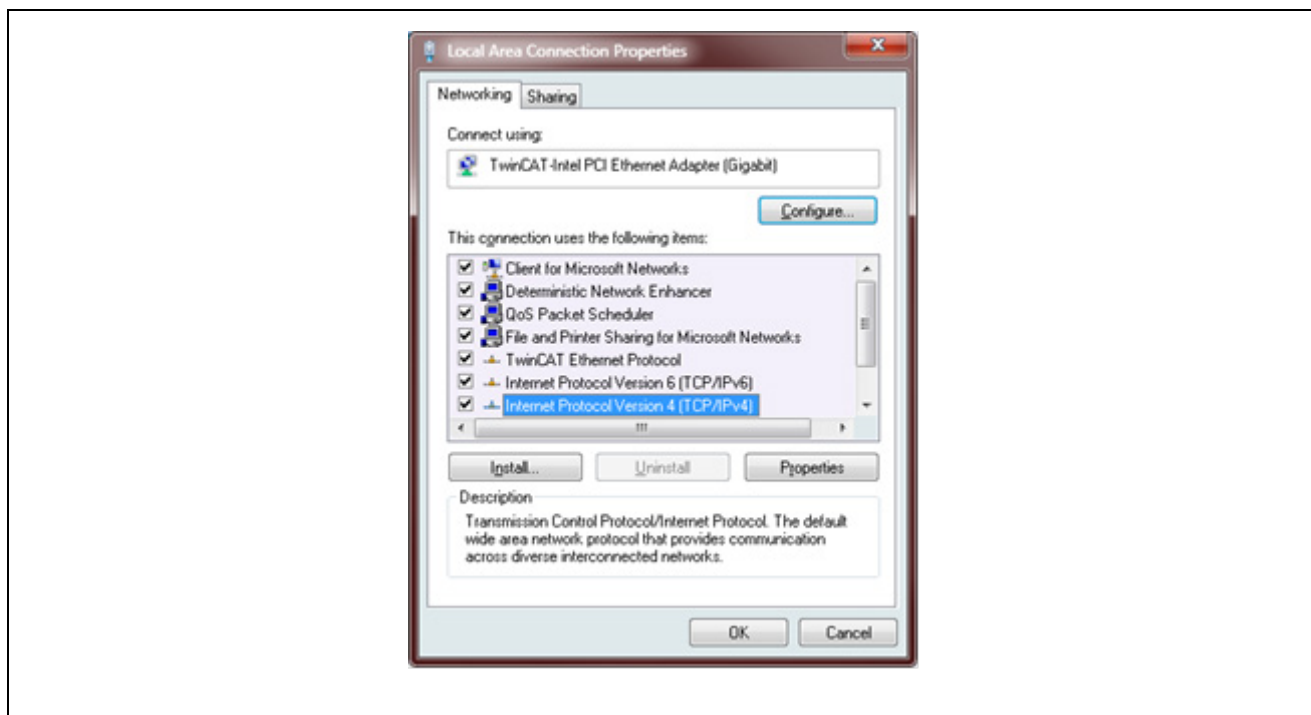 Local Area Connection Properties
Networking
Sharing
Connect using:
TwinCAT-Intel PCI Ethernet Adapter (Gigabit)
Configure...
This connection uses the following items:
Client for Microsoft Networks
Deterministic Network Enhancer
QoS Packet Scheduler
File and Printer Sharing for Microsoft Networks
TwinCAT Ethernet Protocol
Internet Protocol Version 6 (TCP/IPv6)
Internet Protocol Version 4 (TCP/IPv4)
Install...
Uninstall
Properties
Description
Transmission Control Protocol/Internet Protocol. The default
wide area network protocol that provides communication
across diverse interconnected networks.
OK
Cancel